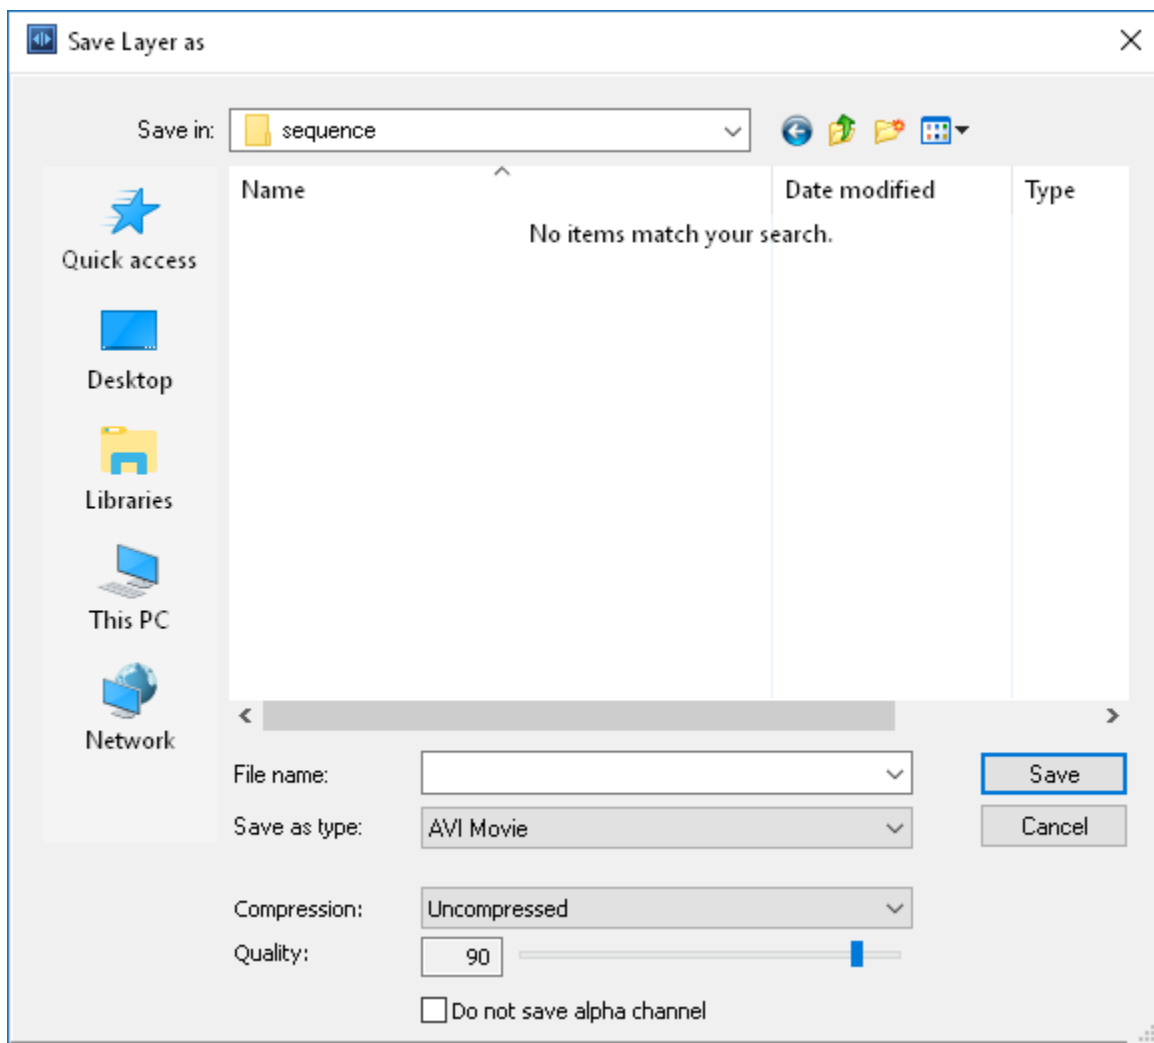 Save Layer as
Save in: sequence
Name Date modified Type
No items match your search.
Quick access
Desktop
Libraries
This PC
Network
File name: Save
Save as type: AVI Movie Cancel
Compression: Uncompressed
Quality: 90
Do not save alpha channel